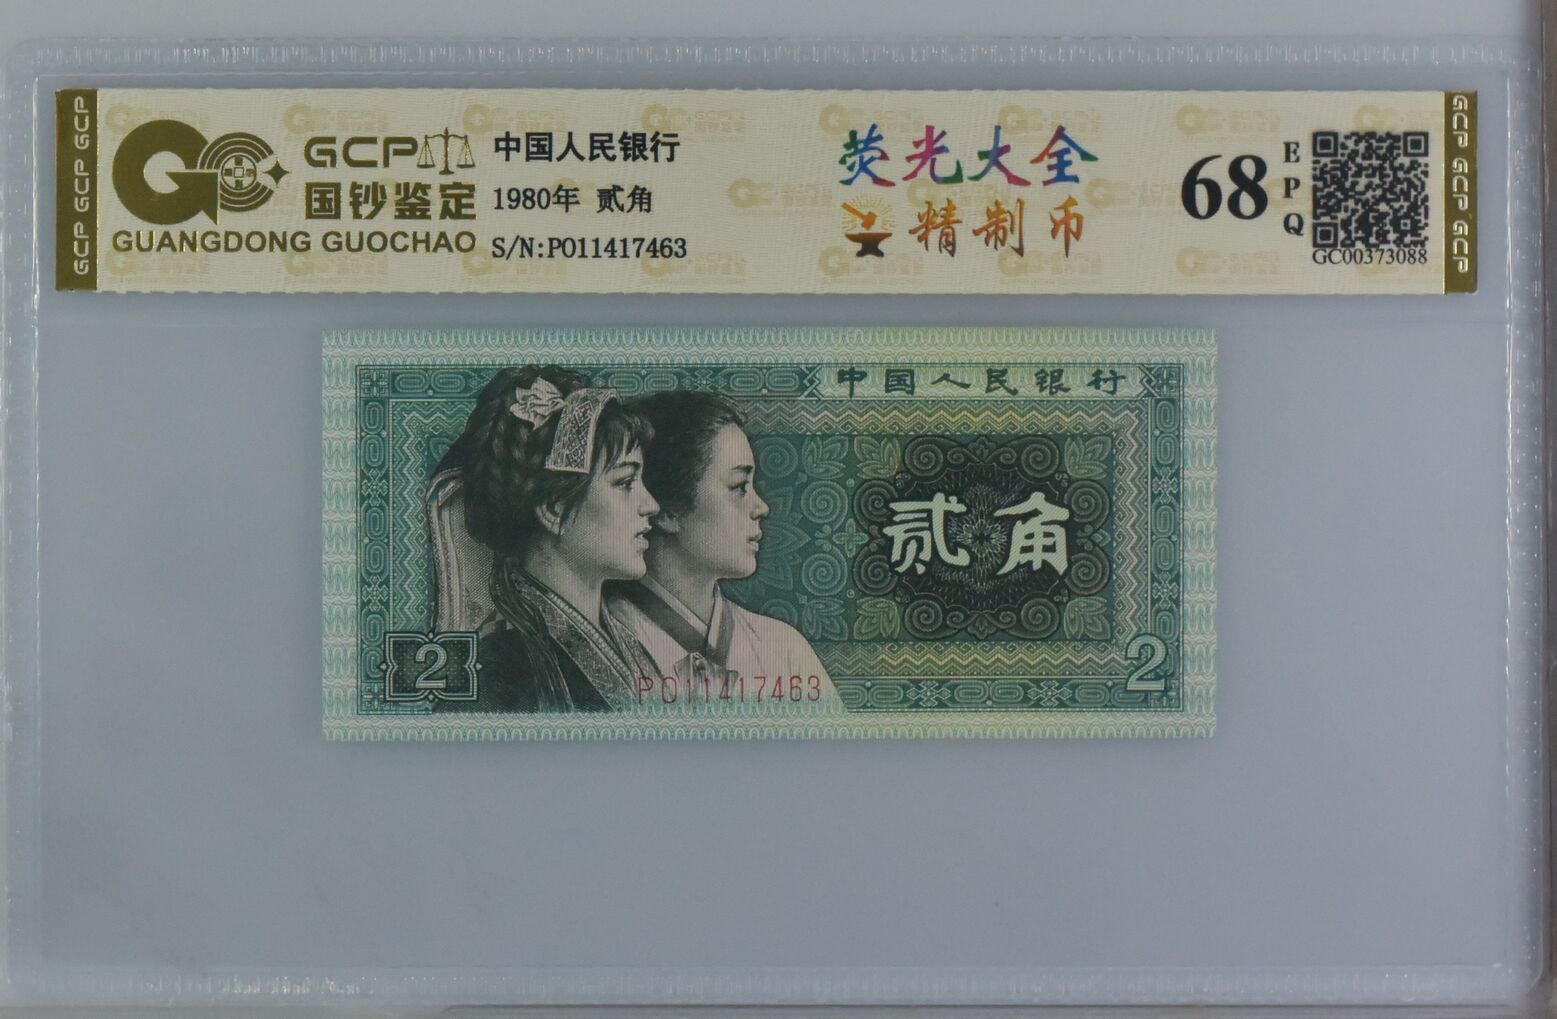 GCP GCP GCP
GCP
国钞鉴定
GUANGDONG GUOCHAO
中国人民银行
1980年 贰角
S/N:PO11417463
荧光大全
精制币
68
EPQ
GC00373088
GCP GCP GCP
中国人民银行
贰角
2
PO11417463
2